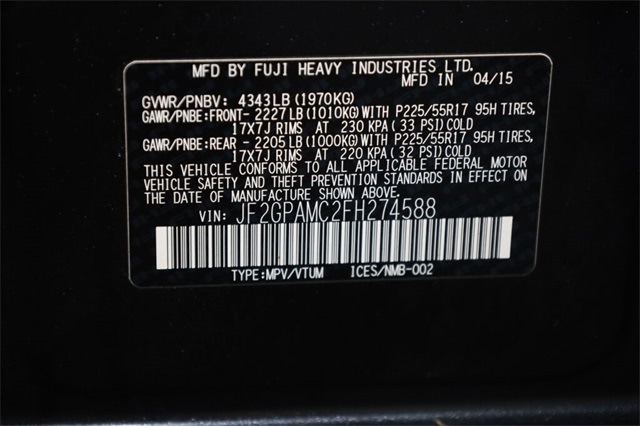 MFD BY FUJI HEAVY INDUSTRIES LTD.
MFD IN 04/15
GVWR/PNBV: 4343LB(1970KG)
GAWR/PNBE:FRONT- 2227LB(1010KG)WITH P225/55R17 95H TIRES,
17X7J RIMS AT 230 KPA(33 PSI)COLD
GAWR/PNBE:REAR - 2205LB(1000KG)WITH P225/55R17 95H TIRES,
17X7J RIMS AT 220 KPA(32 PSI)COLD
THIS VEHICLE CONFORMS TO ALL APPLICABLE FEDERAL MOTOR
VEHICLE SAFETY AND THEFT PREVENTION STANDARDS IN EFFECT ON
THE DATE OF MANUFACTURE SHOWN ABOVE.
VIN: JF2GPAMC2FH274588
TYPE:MPV/VTUM ICES/NMB-002